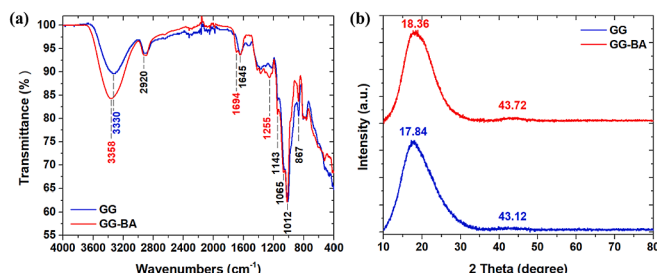 (a)
100
95
90
85
80
75
70
65
60
55
Transmittance (%)
3358
3330
2920
1694
1645
1255
1143
1065
1012
867
GG
GG-BA
4000 3600 3200 2800 2400 2000 1600 1200 800 400
Wavenumbers (cm-1)
(b)
Intensity (a.u.)
18.36
43.72
17.84
43.12
GG
GG-BA
10 20 30 40 50 60 70 80
2 Theta (degree)